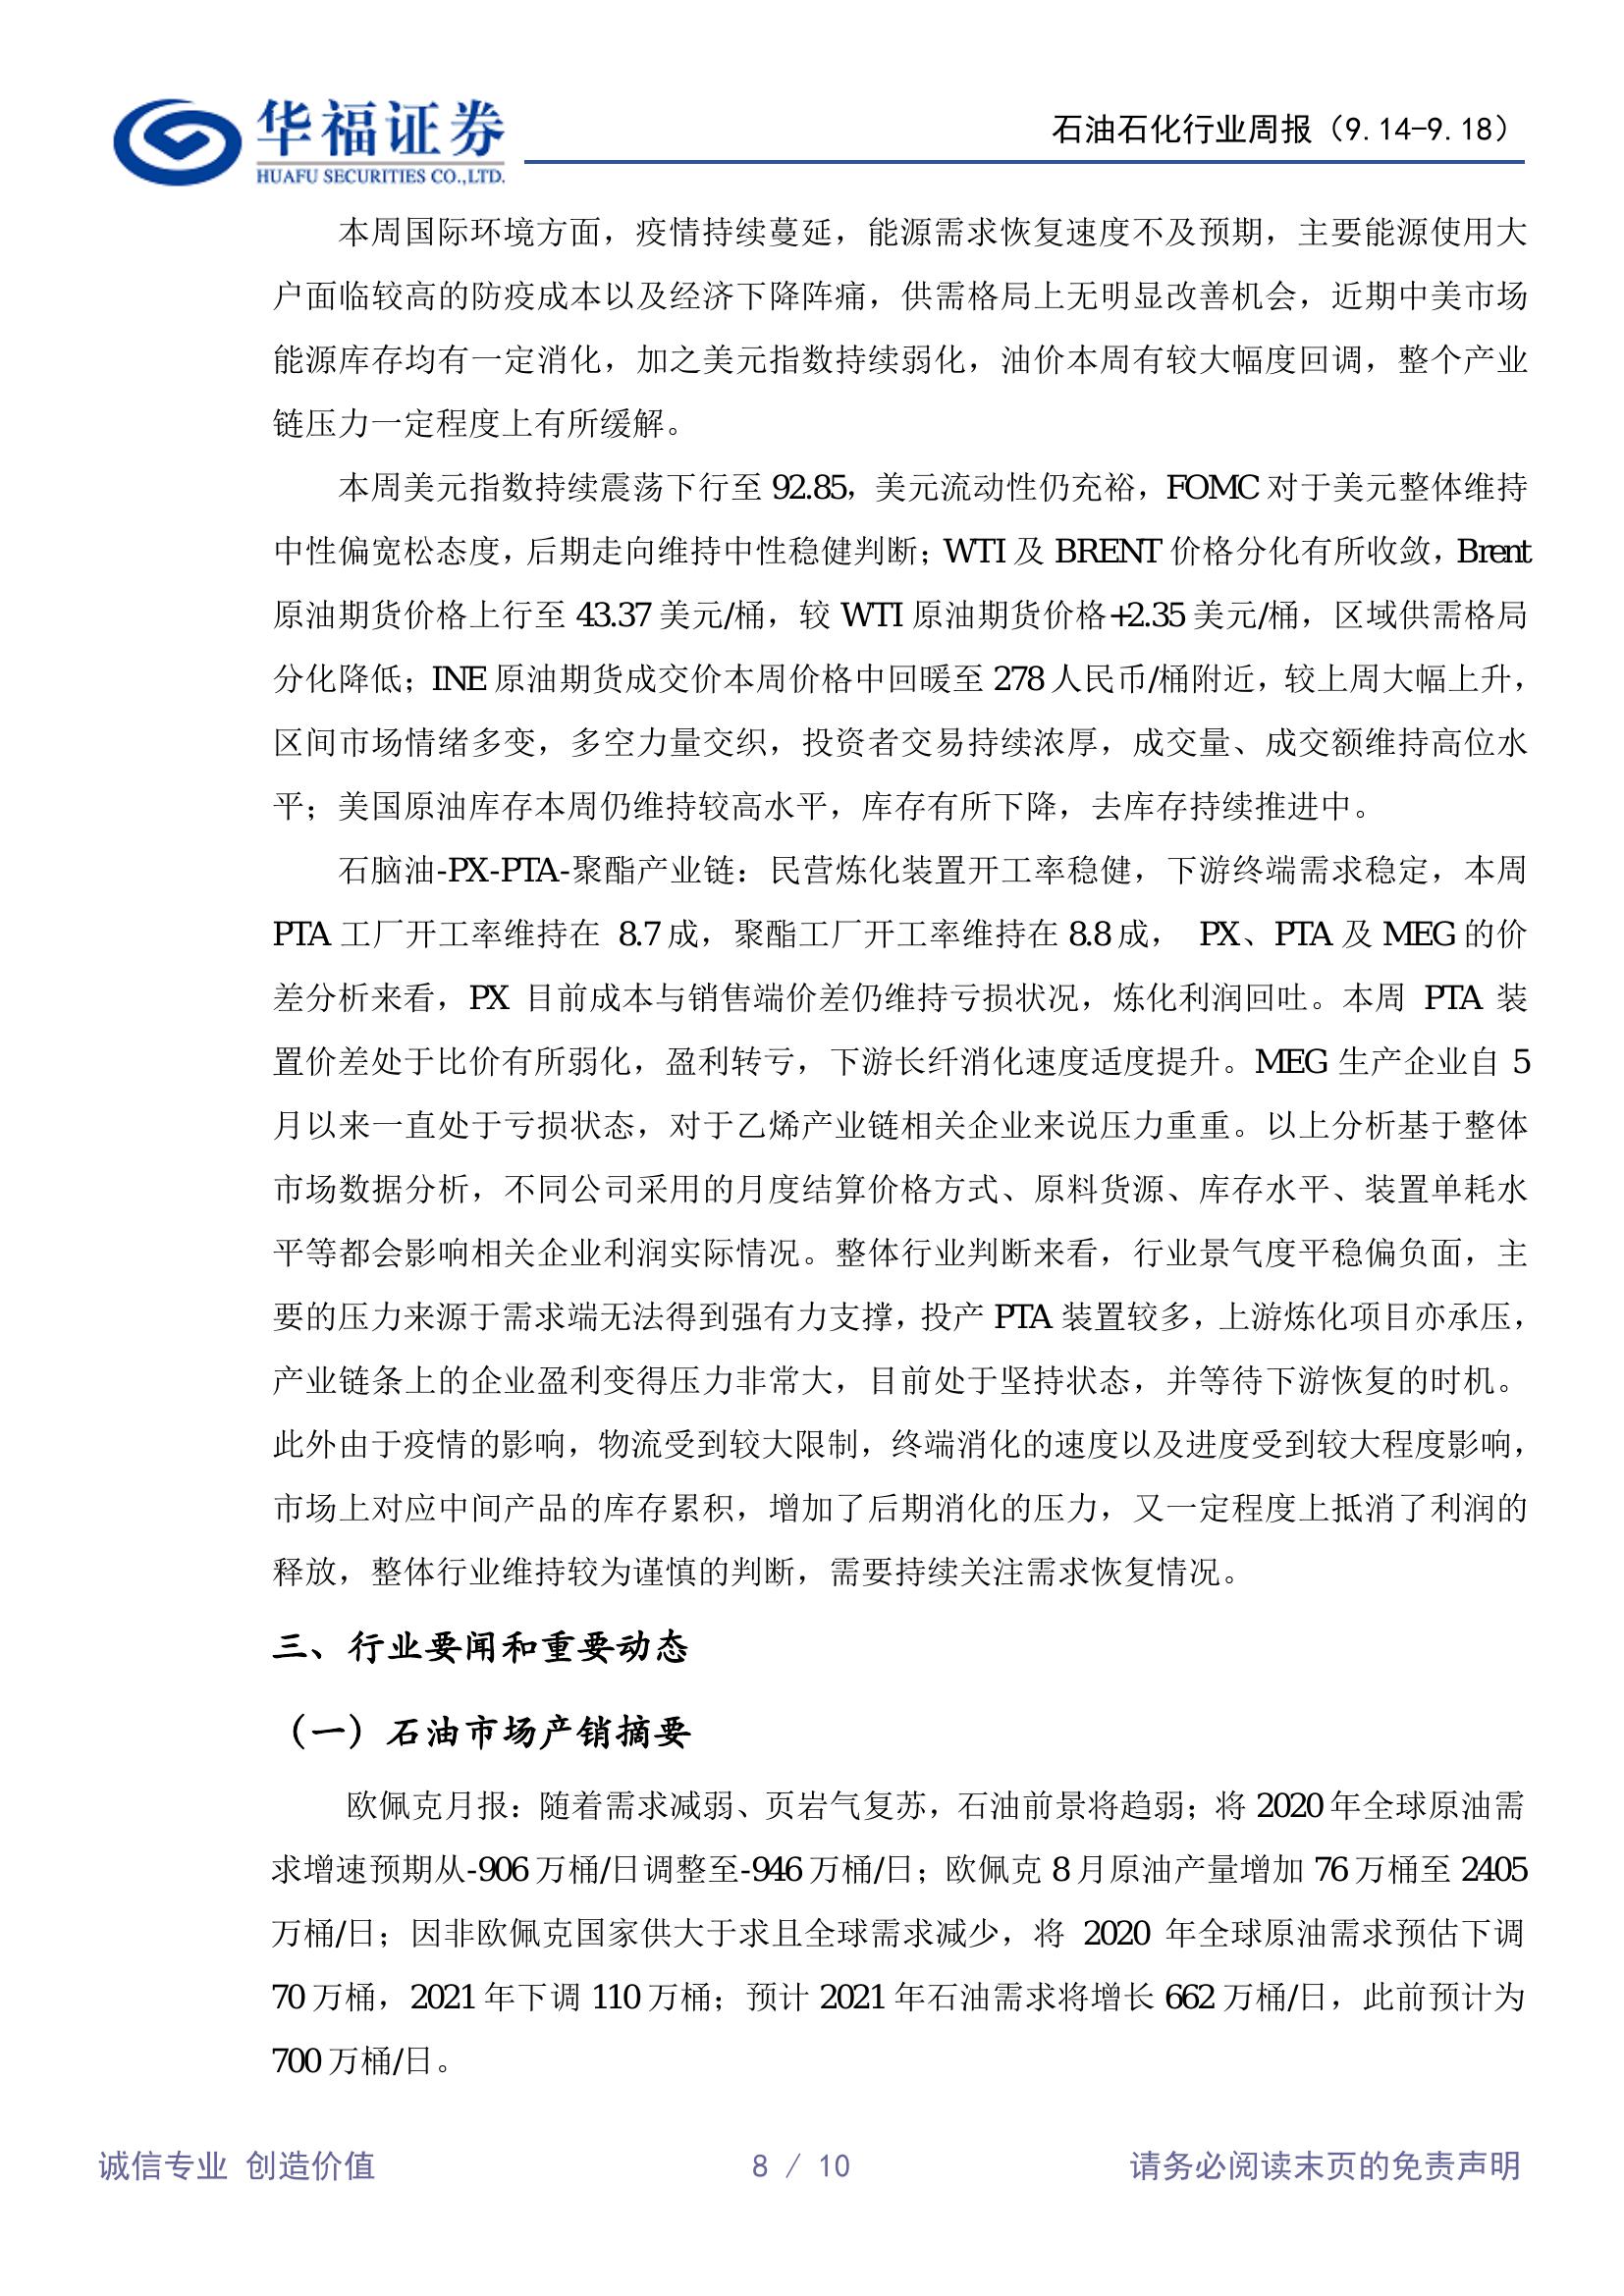 华福证券
HUAFU SECURITIES CO.,LTD.
石油石化行业周报（9.14-9.18）
本周国际环境方面，疫情持续蔓延，能源需求恢复速度不及预期，主要能源使用大
户面临较高的防疫成本以及经济下降阵痛，供需格局上无明显改善机会，近期中美市场
能源库存均有一定消化，加之美元指数持续弱化，油价本周有较大幅度回调，整个产业
链压力一定程度上有所缓解。
本周美元指数持续震荡下行至 92.85，美元流动性仍充裕，FOMC 对于美元整体维持
中性偏宽松态度，后期走向维持中性稳健判断；WTI 及 BRENT 价格分化有所收敛，Brent
原油期货价格上行至 43.37 美元/桶，较 WTI 原油期货价格+2.35 美元/桶，区域供需格局
分化降低；INE 原油期货成交价本周价格中回暖至 278 人民币/桶附近，较上周大幅上升，
区间市场情绪多变，多空力量交织，投资者交易持续浓厚，成交量、成交额维持高位水
平；美国原油库存本周仍维持较高水平，库存有所下降，去库存持续推进中。
石脑油-PX-PTA-聚酯产业链：民营炼化装置开工率稳健，下游终端需求稳定，本周
PTA 工厂开工率维持在 8.7 成，聚酯工厂开工率维持在 8.8 成， PX、PTA 及 MEG 的价
差分析来看，PX 目前成本与销售端价差仍维持亏损状况，炼化利润回吐。本周 PTA 装
置价差处于比价有所弱化，盈利转亏，下游长纤消化速度适度提升。MEG 生产企业自 5
月以来一直处于亏损状态，对于乙烯产业链相关企业来说压力重重。以上分析基于整体
市场数据分析，不同公司采用的月度结算价格方式、原料货源、库存水平、装置单耗水
平等都会影响相关企业利润实际情况。整体行业判断来看，行业景气度平稳偏负面，主
要的压力来源于需求端无法得到强有力支撑，投产 PTA 装置较多，上游炼化项目亦承压，
产业链条上的企业盈利变得压力非常大，目前处于坚持状态，并等待下游恢复的时机。
此外由于疫情的影响，物流受到较大限制，终端消化的速度以及进度受到较大程度影响，
市场上对应中间产品的库存累积，增加了后期消化的压力，又一定程度上抵消了利润的
释放，整体行业维持较为谨慎的判断，需要持续关注需求恢复情况。
三、行业要闻和重要动态
（一）石油市场产销摘要
欧佩克月报：随着需求减弱、页岩气复苏，石油前景将趋弱；将 2020 年全球原油需
求增速预期从-906 万桶/日调整至-946 万桶/日；欧佩克 8 月原油产量增加 76 万桶至 2405
万桶/日；因非欧佩克国家供大于求且全球需求减少，将 2020 年全球原油需求预估下调
70 万桶，2021 年下调 110 万桶；预计 2021 年石油需求将增长 662 万桶/日，此前预计为
700 万桶/日。
诚信专业 创造价值
8 / 10
请务必阅读末页的免责声明